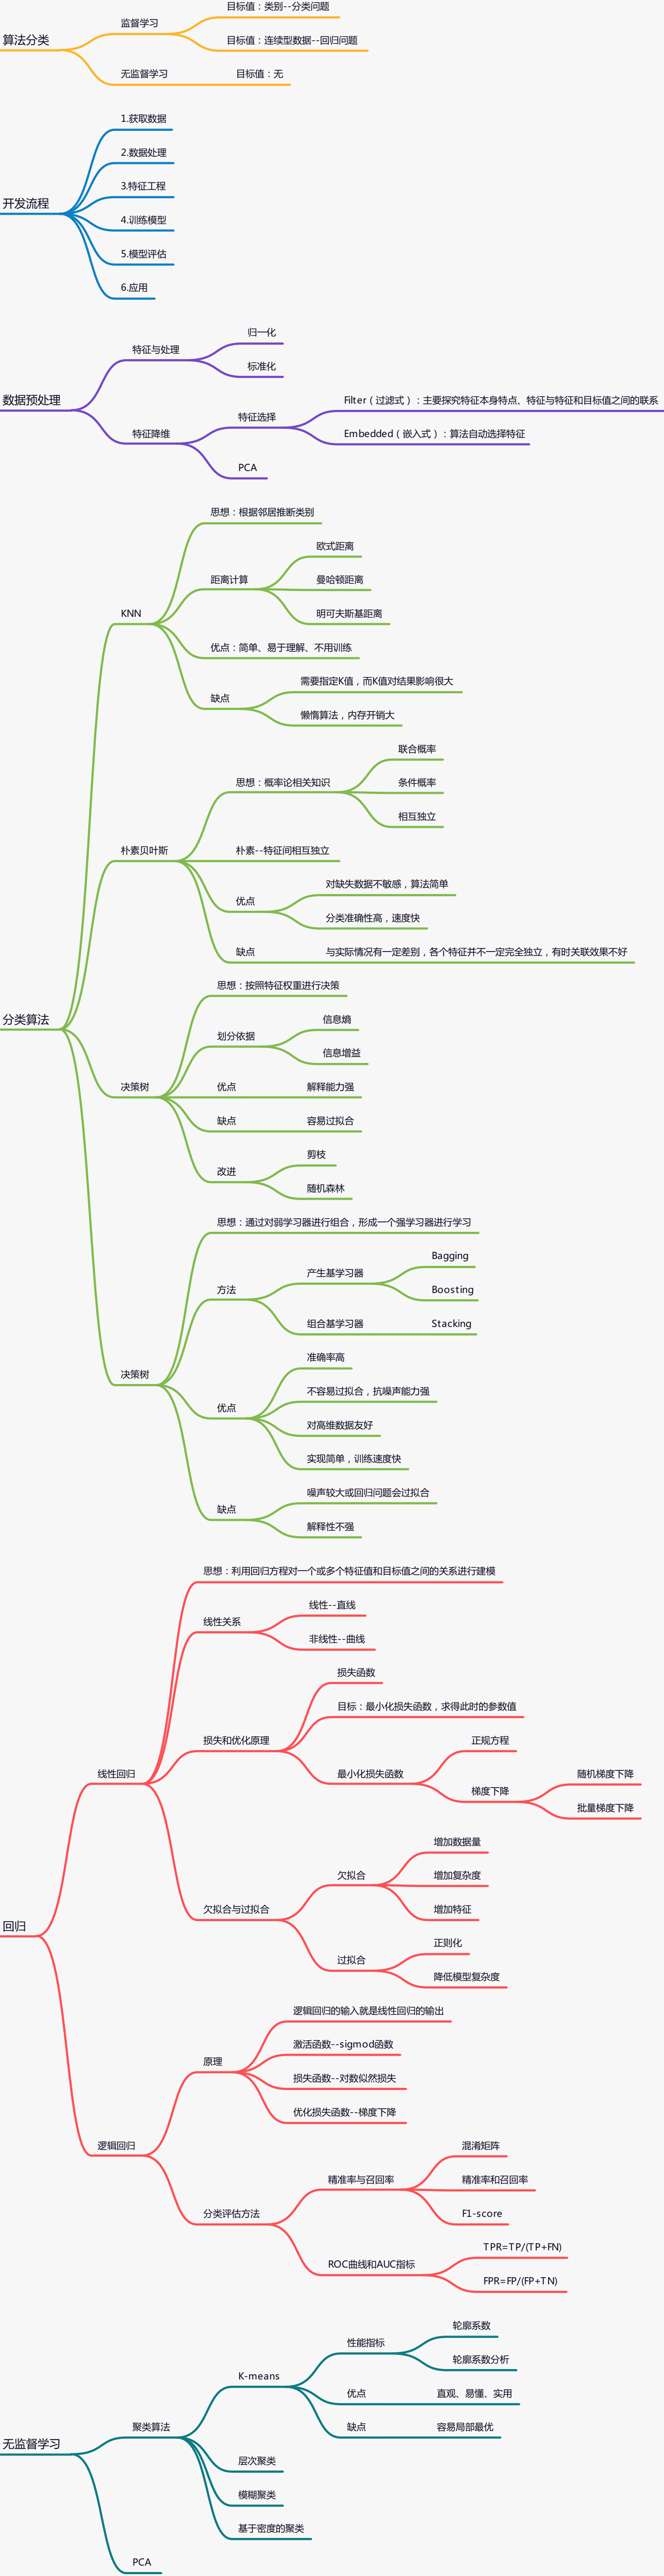 算法分类
监督学习
目标值：类别--分类问题
目标值：连续型数据--回归问题
无监督学习
目标值：无
开发流程
1.获取数据
2.数据处理
3.特征工程
4.训练模型
5.模型评估
6.应用
数据预处理
特征与处理
归一化
标准化
特征降维
特征选择
Filter（过滤式）：主要探究特征本身特点、特征与特征和目标值之间的联系
Embedded（嵌入式）：算法自动选择特征
PCA
分类算法
KNN
思想：根据邻居推断类别
距离计算
欧式距离
曼哈顿距离
明可夫斯基距离
优点：简单、易于理解、不用训练
缺点
需要指定K值，而K值对结果影响很大
懒惰算法，内存开销大
朴素贝叶斯
思想：概率论相关知识
联合概率
条件概率
相互独立
朴素--特征间相互独立
优点
对缺失数据不敏感，算法简单
分类准确性高，速度快
缺点
与实际情况有一定差别，各个特征并不一定完全独立，有时关联效果不好
决策树
思想：按照特征权重进行决策
划分依据
信息熵
信息增益
优点
解释能力强
缺点
容易过拟合
改进
剪枝
随机森林
决策树
思想：通过对弱学习器进行组合，形成一个强学习器进行学习
方法
产生基学习器
Bagging
Boosting
组合基学习器
Stacking
优点
准确率高
不容易过拟合，抗噪声能力强
对高维数据友好
实现简单，训练速度快
缺点
噪声较大或回归问题会过拟合
解释性不强
回归
线性回归
思想：利用回归方程对一个或多个特征值和目标值之间的关系进行建模
线性关系
线性--直线
非线性--曲线
损失和优化原理
损失函数
目标：最小化损失函数，求得此时的参数值
最小化损失函数
正规方程
梯度下降
随机梯度下降
批量梯度下降
欠拟合与过拟合
欠拟合
增加数据量
增加复杂度
增加特征
过拟合
正则化
降低模型复杂度
逻辑回归
原理
逻辑回归的输入就是线性回归的输出
激活函数--sigmod函数
损失函数--对数似然损失
优化损失函数--梯度下降
分类评估方法
精准率与召回率
混淆矩阵
精准率和召回率
F1-score
ROC曲线和AUC指标
TPR=TP/(TP+FN)
FPR=FP/(FP+TN)
无监督学习
聚类算法
K-means
性能指标
轮廓系数
轮廓系数分析
优点
直观、易懂、实用
缺点
容易局部最优
层次聚类
模糊聚类
基于密度的聚类
PCA